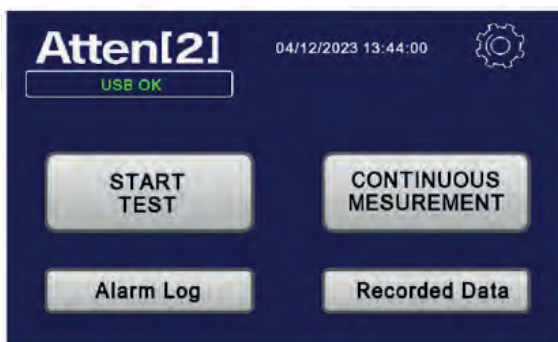 Atten[2]
04/12/2023 13:44:00
USB OK
START
TEST
CONTINUOUS
MESUREMENT
Alarm Log
Recorded Data